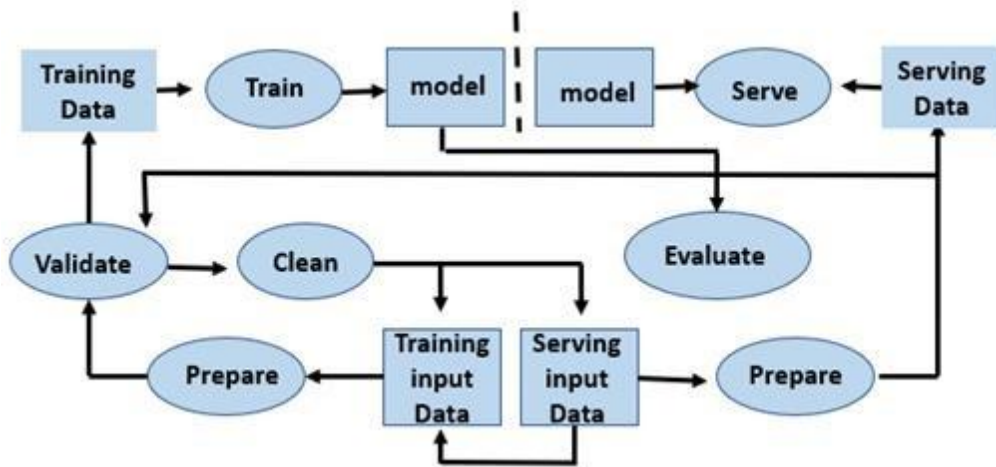 Training
Data
Train
model
model
Serve
Serving
Data
Validate
Clean
Evaluate
Prepare
Training
input
Data
Serving
input
Data
Prepare